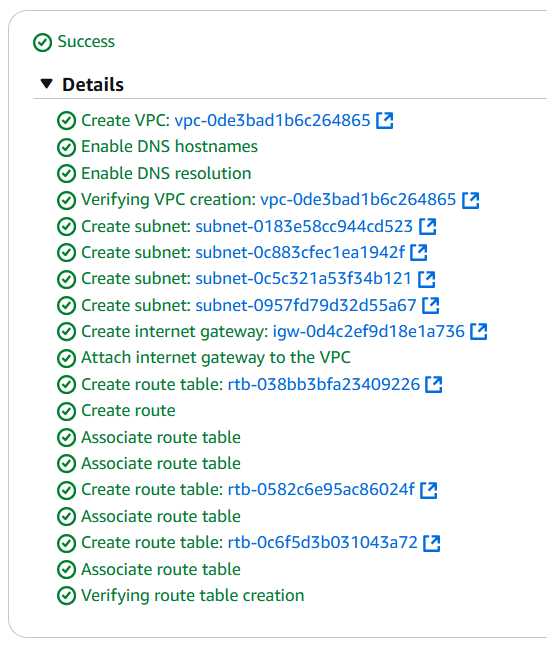 Success
Details
Create VPC: vpc-0de3bad1b6c264865
Enable DNS hostnames
Enable DNS resolution
Verifying VPC creation: vpc-0de3bad1b6c264865
Create subnet: subnet-0183e58cc944cd523
Create subnet: subnet-0c883cfec1ea1942f
Create subnet: subnet-0c5c321a53f34b121
Create subnet: subnet-0957fd79d32d55a67
Create internet gateway: igw-0d4c2ef9d18e1a736
Attach internet gateway to the VPC
Create route table: rtb-038bb3bfa23409226
Create route
Associate route table
Associate route table
Create route table: rtb-0582c6e95ac86024f
Associate route table
Create route table: rtb-0c6f5d3b031043a72
Associate route table
Verifying route table creation